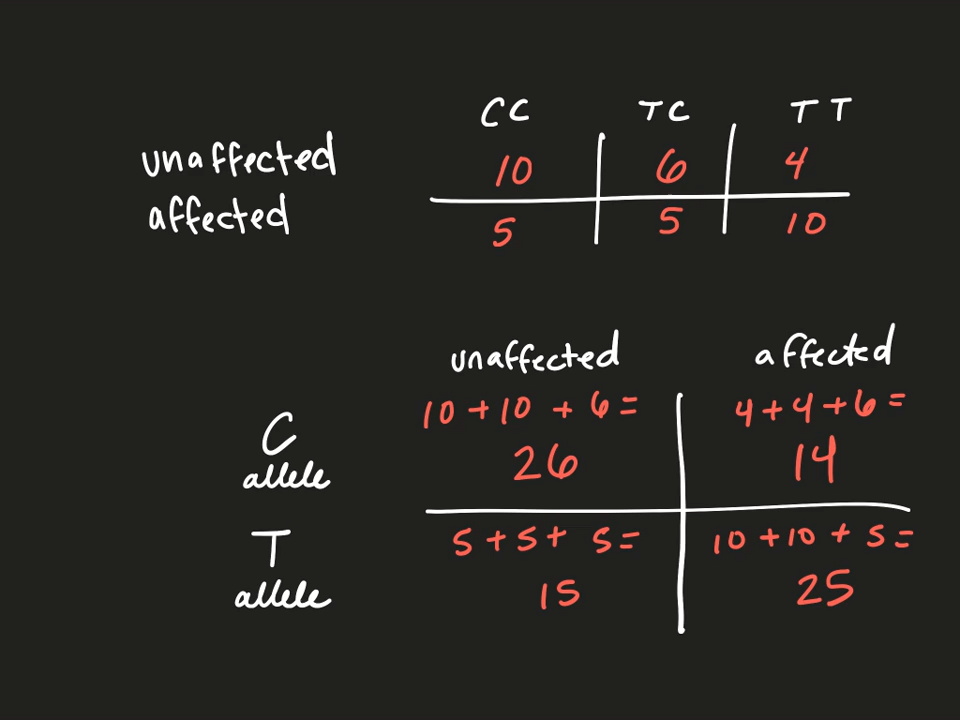 CC TC TT
unaffected 10 6 4
affected 5 5 10
unaffected affected
10 + 10 + 6 = 4 + 4 + 6 =
C 26 14
allele
5 + 5 + 5 = 10 + 10 + 5 =
T 15 25
allele